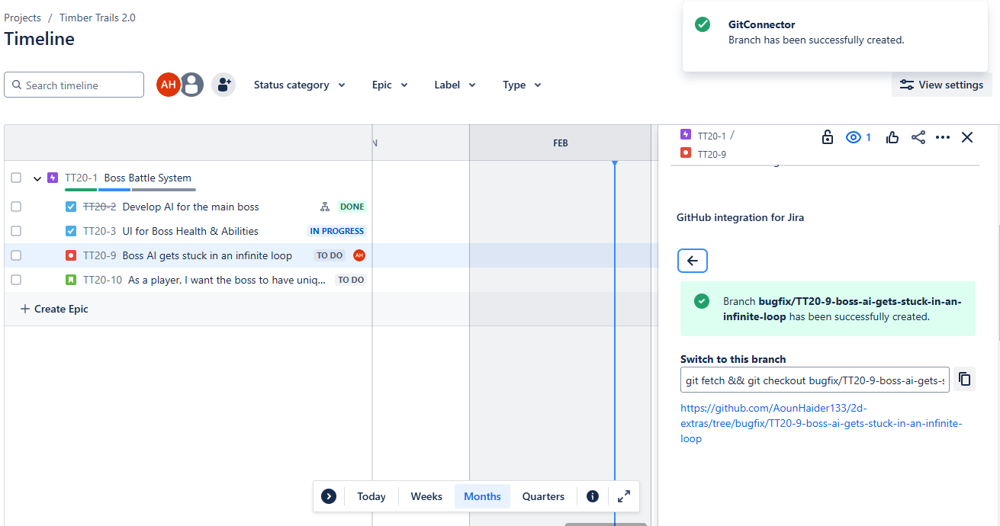 Projects / Timber Trails 2.0
Timeline
GitConnector
Branch has been successfully created.
Search timeline
AH
Status category
Epic
Label
Type
View settings
N
FEB
TT20-1 Boss Battle System
TT20-2 Develop AI for the main boss DONE
TT20-3 UI for Boss Health & Abilities IN PROGRESS
TT20-9 Boss AI gets stuck in an infinite loop TO DO AH
TT20-10 As a player, I want the boss to have uniq... TO DO
+ Create Epic
Today
Weeks
Months
Quarters
TT20-1 /
TT20-9
1
GitHub integration for Jira
Branch bugfix/TT20-9-boss-ai-gets-stuck-in-an-
infinite-loop has been successfully created.
Switch to this branch
git fetch && git checkout bugfix/TT20-9-boss-ai-gets-s
https://github.com/AounHaider133/2d-
extras/tree/bugfix/TT20-9-boss-ai-gets-stuck-in-an-infinite-
loop